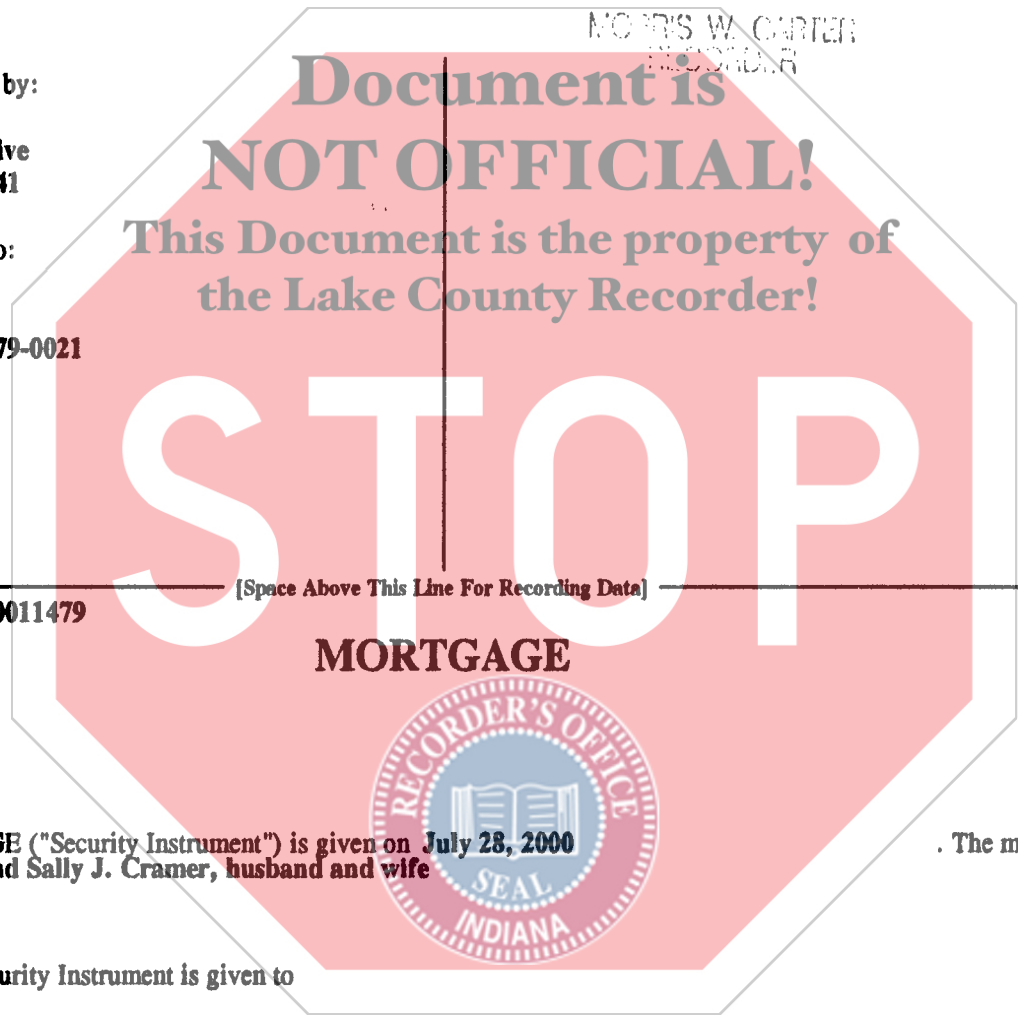 MORRIS W. CARTER
RECORDER
by:
Document is
ive
NOT OFFICIAL!
41
This Document is the property of
o:
the Lake County Recorder!
79-0021
STOP
[Space Above This Line For Recording Data]
0011479
MORTGAGE
RECORDER'S OFFICE
GE ("Security Instrument") is given on July 28, 2000 . The m
nd Sally J. Cramer, husband and wife
SEAL
INDIANA
urity Instrument is given to